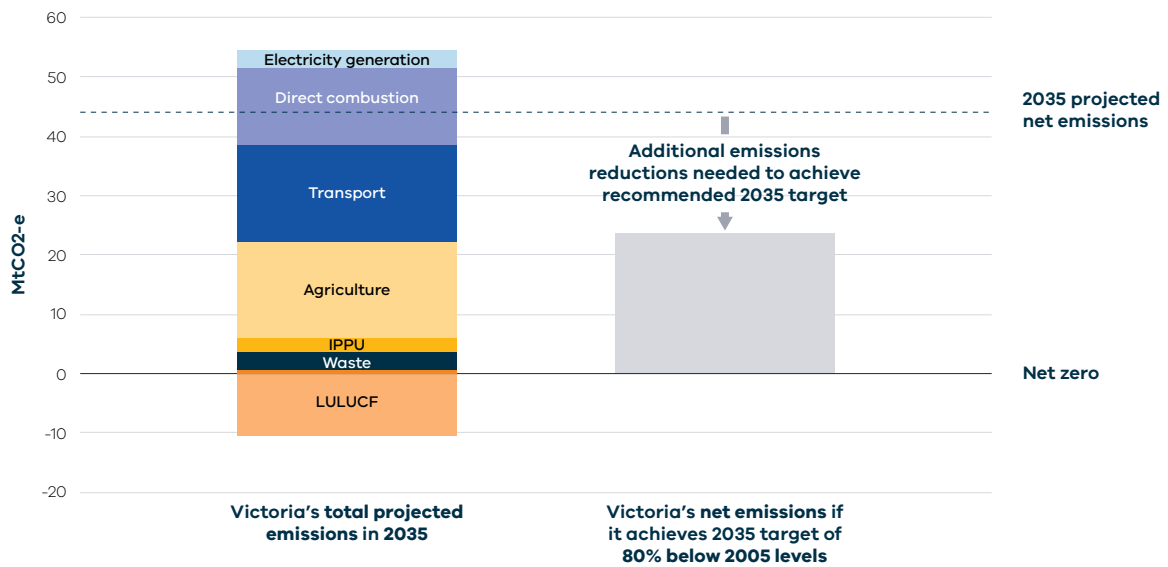 MtCO2-e
60
50
40
30
20
10
0
-10
-20
Electricity generation
Direct combustion
Transport
Agriculture
IPPU
Waste
LULUCF
Additional emissions
reductions needed to achieve
recommended 2035 target
2035 projected
net emissions
Net zero
Victoria's total projected
emissions in 2035
Victoria's net emissions if
it achieves 2035 target of
80% below 2005 levels